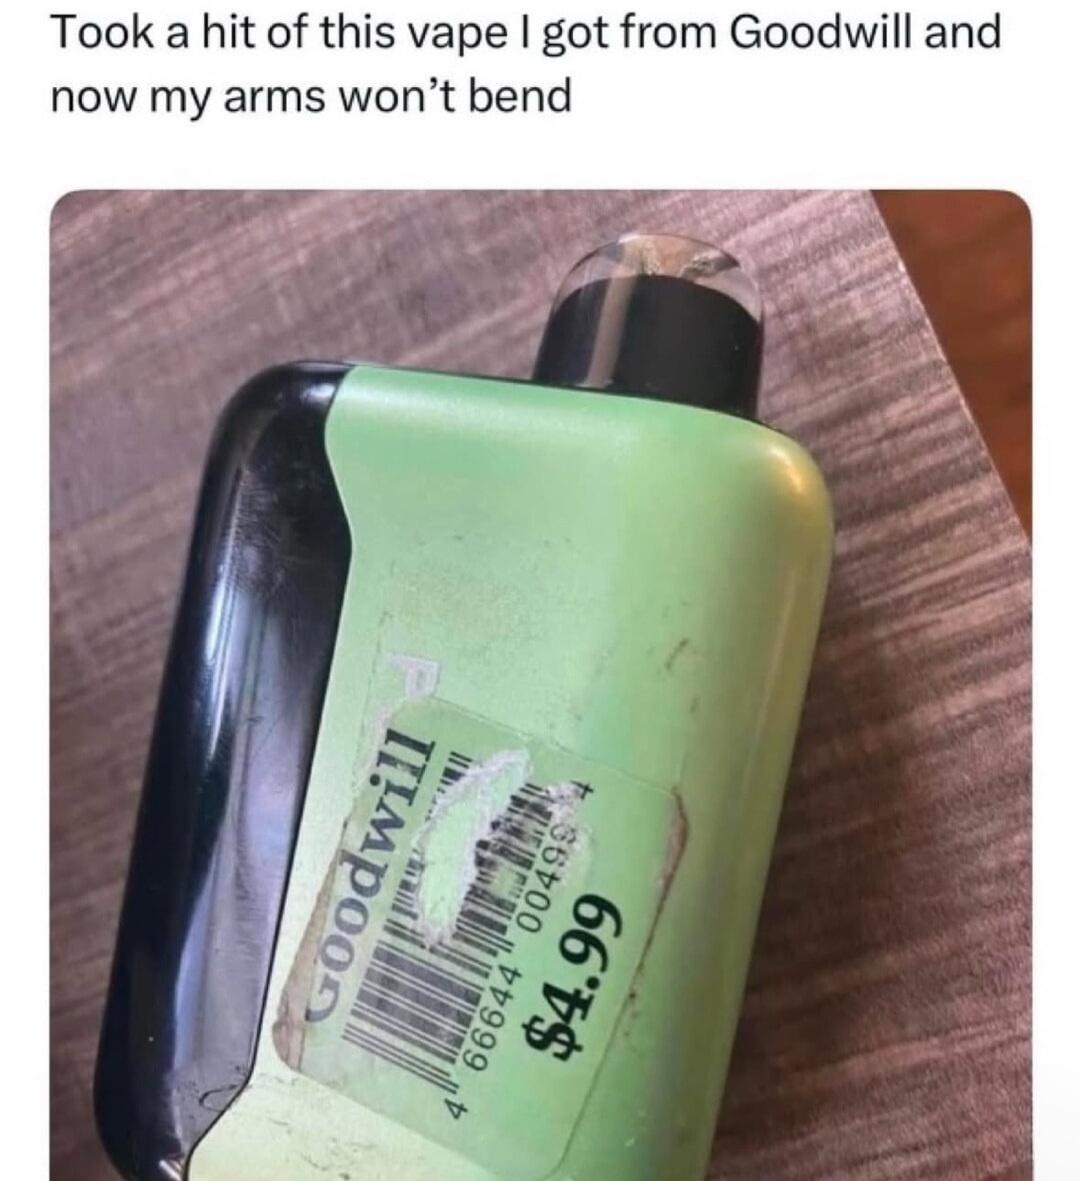 Took a hit of this vape I got from Goodwill and
now my arms won’t bend
P
Goodwill
4 66644 00499 4
$4.99